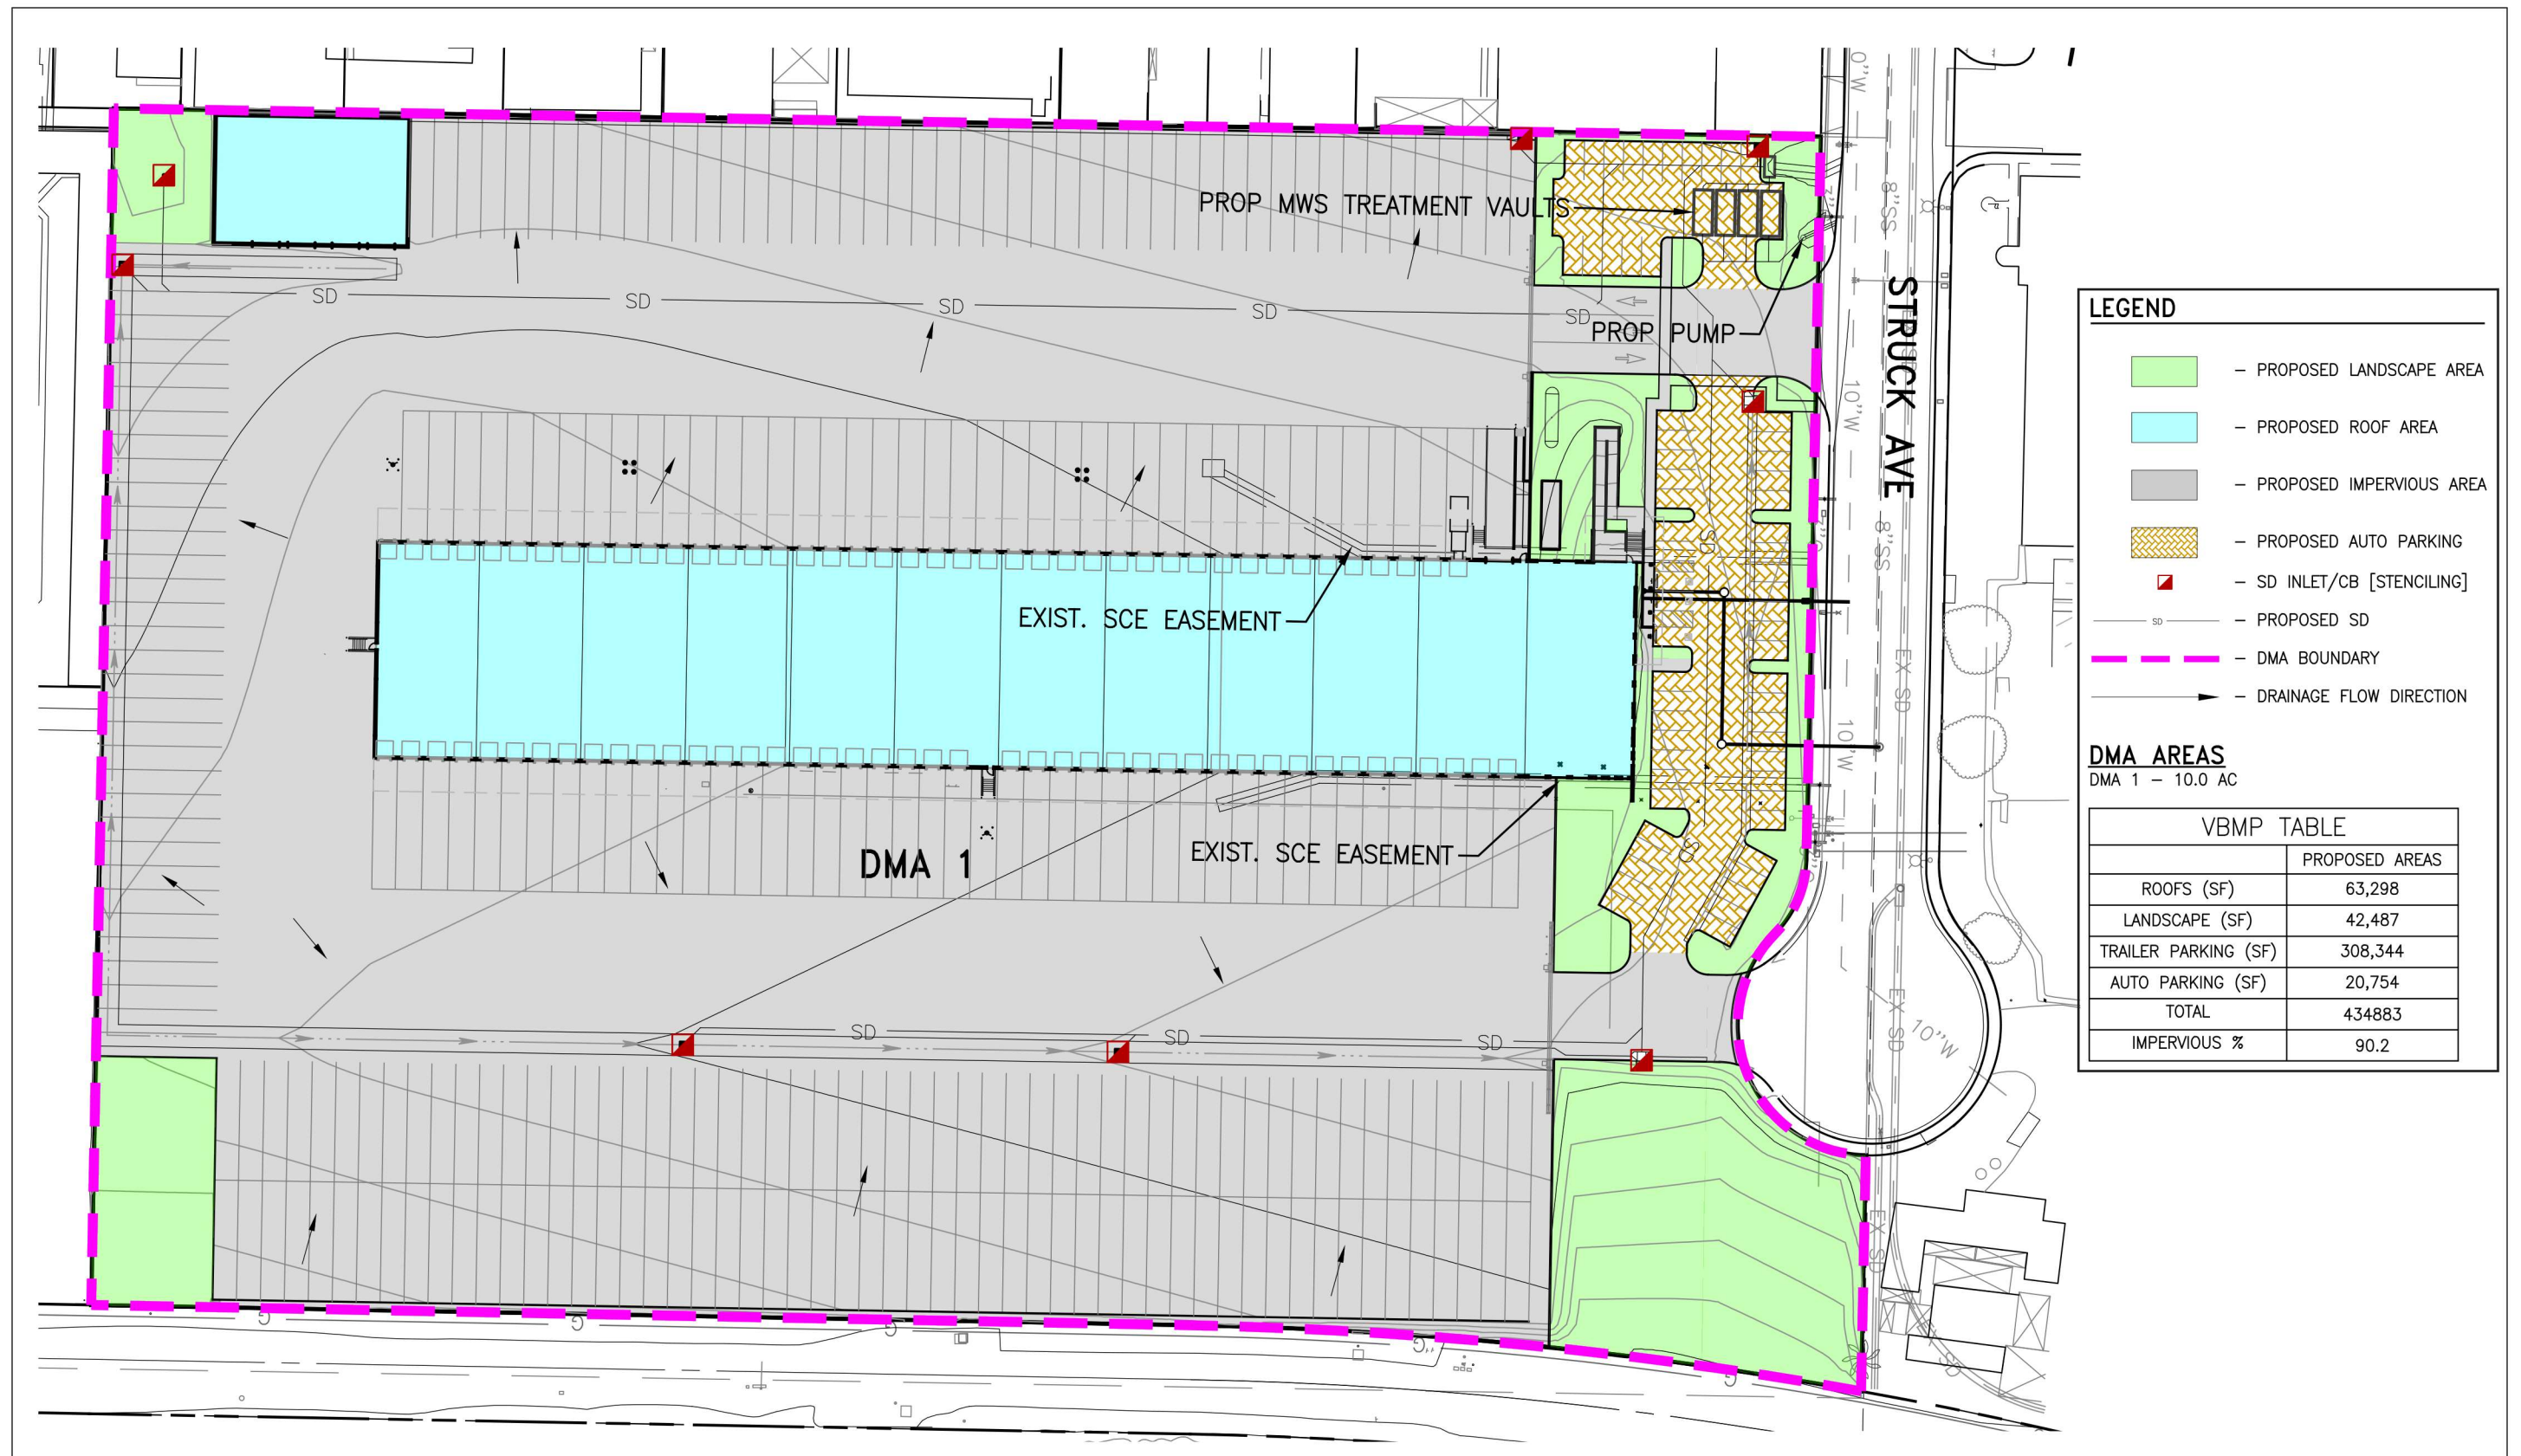 10"W
8"SS
PROP MWS TREATMENT VAULTS
SD
SD
SD
SD
SD
PROP PUMP
STRUCK AVE
10"W
8"SS
SD
EXIST. SCE EASEMENT
EX SD
10"W
DMA 1
EXIST. SCE EASEMENT
SD
SD
SD
SD
EX SD
10"W
EX SD
SD
G
G
G
G
G
LEGEND
– PROPOSED LANDSCAPE AREA
– PROPOSED ROOF AREA
– PROPOSED IMPERVIOUS AREA
– PROPOSED AUTO PARKING
– SD INLET/CB [STENCILING]
SD – PROPOSED SD
– DMA BOUNDARY
– DRAINAGE FLOW DIRECTION
DMA AREAS
DMA 1 – 10.0 AC
VBMP TABLE
PROPOSED AREAS
ROOFS (SF) 63,298
LANDSCAPE (SF) 42,487
TRAILER PARKING (SF) 308,344
AUTO PARKING (SF) 20,754
TOTAL 434883
IMPERVIOUS % 90.2